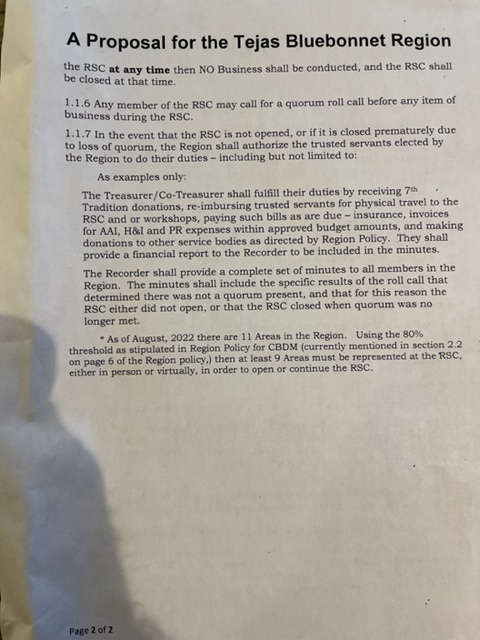 A Proposal for the Tejas Bluebonnet Region
the RSC at any time then NO Business shall be conducted, and the RSC shall
be closed at that time.
1.1.6 Any member of the RSC may call for a quorum roll call before any item of
business during the RSC.
1.1.7 In the event that the RSC is not opened, or if it is closed prematurely due
to loss of quorum, the Region shall authorize the trusted servants elected by
the Region to do their duties – including but not limited to:
As examples only:
The Treasurer/Co-Treasurer shall fulfill their duties by receiving 7th
Tradition donations, re-imbursing trusted servants for physical travel to the
RSC and or workshops, paying such bills as are due – insurance, invoices
for AAI, H&I and PR expenses within approved budget amounts, and making
donations to other service bodies as directed by Region Policy. They shall
provide a financial report to the Recorder to be included in the minutes.
The Recorder shall provide a complete set of minutes to all members in the
Region. The minutes shall include the specific results of the roll call that
determined there was not a quorum present, and that for this reason the
RSC either did not open, or that the RSC closed when quorum was no
longer met.
* As of August, 2022 there are 11 Areas in the Region. Using the 80%
threshold as stipulated in Region Policy for CBDM (currently mentioned in section 2.2
on page 6 of the Region policy,) then at least 9 Areas must be represented at the RSC,
either in person or virtually, in order to open or continue the RSC.
Page 2 of 2